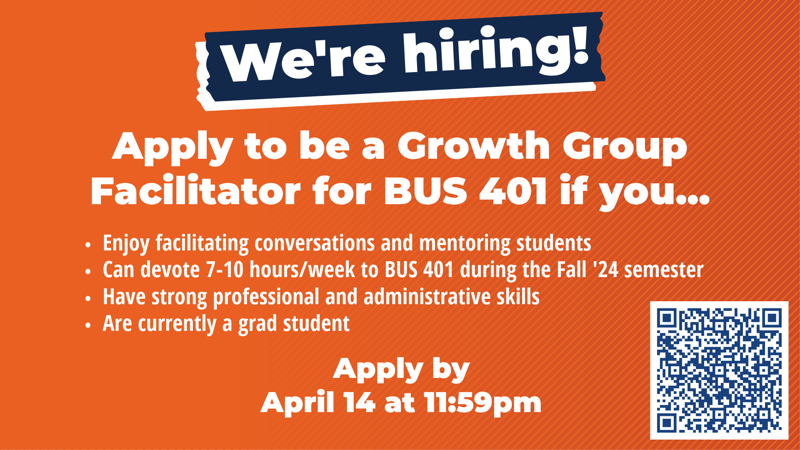 We're hiring!
Apply to be a Growth Group
Facilitator for BUS 401 if you...
• Enjoy facilitating conversations and mentoring students
• Can devote 7-10 hours/week to BUS 401 during the Fall '24 semester
• Have strong professional and administrative skills
• Are currently a grad student
Apply by
April 14 at 11:59pm